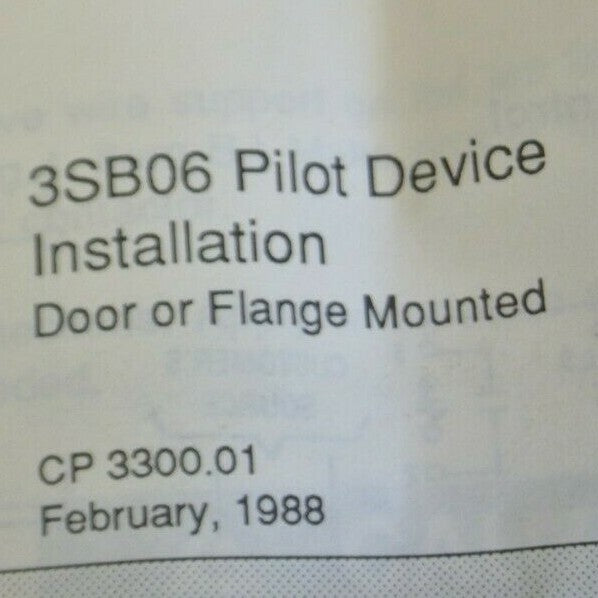 3SB06 Pilot Device
Installation
Door or Flange Mounted
CP 3300.01
February, 1988